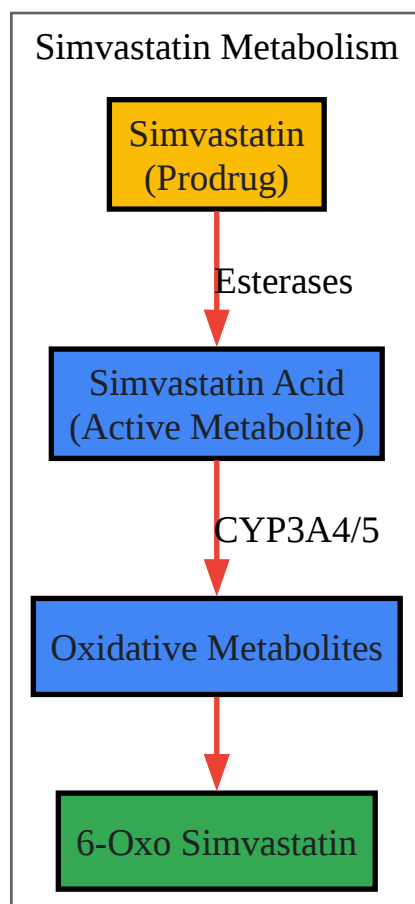 Simvastatin Metabolism
Simvastatin
(Prodrug)
Esterases
Simvastatin Acid
(Active Metabolite)
CYP3A4/5
Oxidative Metabolites
6-Oxo Simvastatin